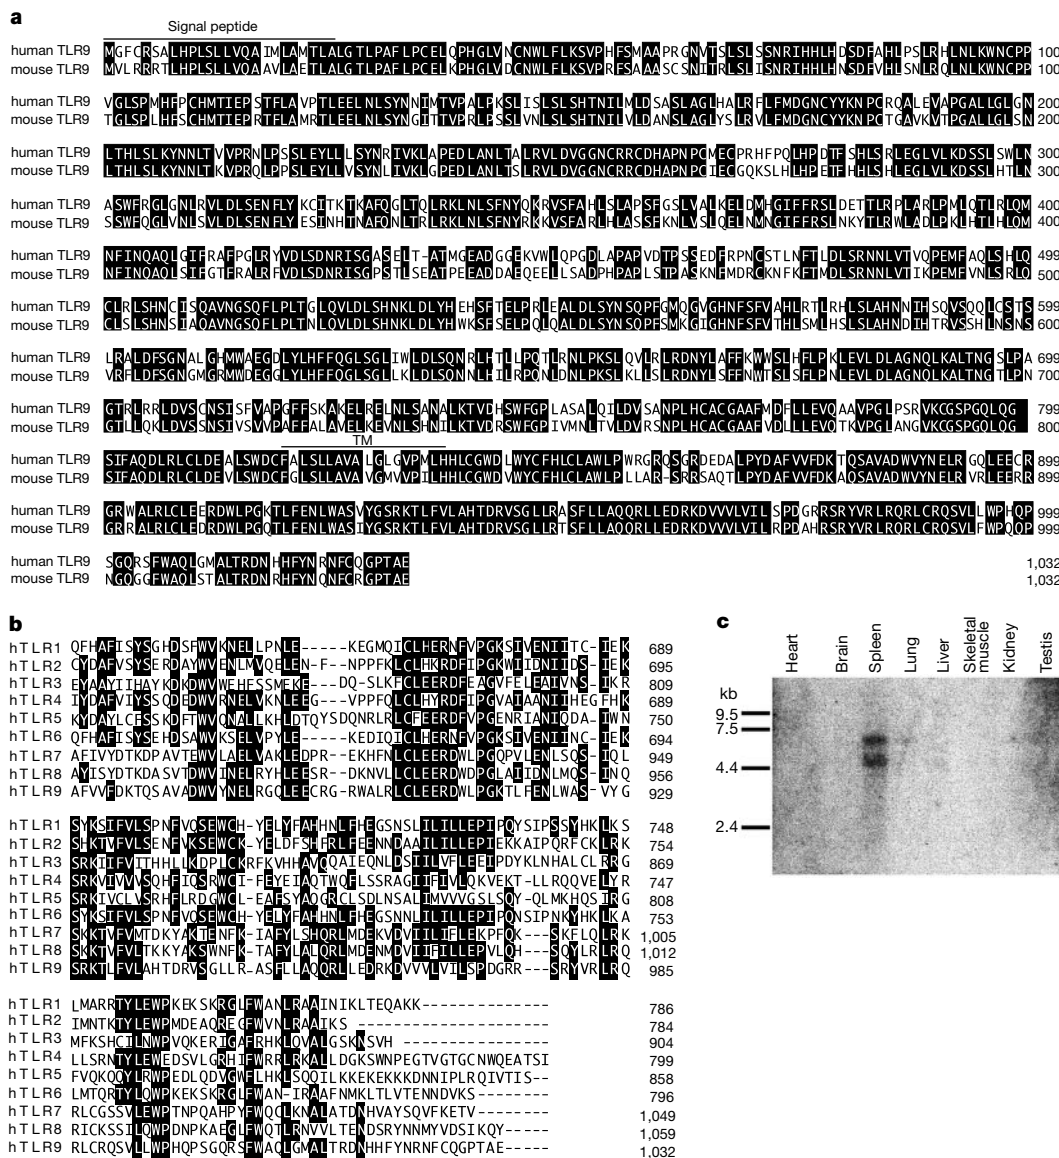 a
Signal peptide
human TLR9 MGFCRSALHPLSLLVQAIMLAMTLALGTLPAFLPCELQPHGLVNCNWLFLKSVPHFSMAAPRGNVTSLSLSSNRIHHLHDSDFAHLPSLRHLNLKWNCPP 100
mouse TLR9 MVLRRRTLHPLSLLVQAAVLAETLALGTLPAFLPCELKPHGLVDCNWLFLKSVPRFSAAASCSNITRLSLISNRIHHLHNSDFVHLSNLRQLNLKWNCPP 100
human TLR9 VGLSPMHFPCHMTIEPSTFLAVPTLEELNLSYNNIMTVPALPKSLISLSLSHTNILMLDSASLAGLHALRFLFMDGNCYYKNPCRQALEVAPGALLGLGN 200
mouse TLR9 TGLSPLHFSCHMTIEPRTFLAMRTLEELNLSYNGITTVPRLPSSLVNLSLSHTNILVLDANSLAGLYSLRVLFMDGNCYYKNPCTGAVKVTPGALLGLSN 200
human TLR9 LTHLSLKYNNLTVVPRNLPSSLEYLLLSYNRIVKLAPEDLANLTALRVLDVGGNCRRCDHAPNPCMECPRHFPQLHPDTFSHLSRLEGLVLKDSSLSWLN 300
mouse TLR9 LTHLSLKYNNLTKVPRQLPPSLEYLLVSYNLIVKLGPEDLANLTSLRVLDVGGNCRRCDHAPNPCIECGQKSLHLHPETFHHLSHLEGLVLKDSSLHTLN 300
human TLR9 ASWFRGLGNLRVLDLSENFLYKCITKTKAFQGLTQLRKLNLSFNYQKRVSFAHLSLAPSFGSLVALKELDMHGIFFRSLDETTLRPLARLPMLQTLRLQM 400
mouse TLR9 SSWFQGLVNLSVLDLSENFLYESINHTNAFQNLTRLRKLNLSFNYRKKVSFARLHLASSFKNLVSLQELNMNGIFFRSLNKYTLRWLADLPKLHTLHLQM 400
human TLR9 NFINQAQLGIFRAFPGLRYVDLSDNRISGASELT-ATMGEADGGEKVWLQPGDLAPAPVDTPSSEDFRPNCSTLNFTLDLSRNNLVTVQPEMFAQLSHLQ 499
mouse TLR9 NFINQAQLSIFGTFRALRFVDLSDNRISGPSTLSEATPEEADDAEQEELLSADPHPAPLSTPASKNFMDRCKNFKFTMDLSRNNLVTIKPEMFVNLSRLQ 500
human TLR9 CLRLSHNCISQAVNGSQFLPLTGLQVLDLSHNKLDLYHEHSFTELPRLEALDLSYNSQPFGMQGVGHNFSFVAHLRTLRHLSLAHNNIHSQVSQQLCSTS 599
mouse TLR9 CLSLSHNSIAQAVNGSQFLPLTNLQVLDLSHNKLDLYHWKSFSELPQLQALDLSYNSQPFSMKGIGHNFSFVTHLSMLHSLSLAHNDIHTRVSSHLNSNS 600
human TLR9 LRALDFSGNALGHMWAEGDLYLHFFQGLSGLIWLDLSQNRLHTLLPQTLRNLPKSLQVLRLRDNYLAFFKWWSLHFLPKLEVLDLAGNQLKALTNGSLPA 699
mouse TLR9 VRFLDFSGNGMGRMWDEGGLYLHFFQGLSGLLKLDLSQNNLHILRPQNLDNLPKSLKLLSLRDNYLSFFNWTSLSFLPNLEVLDLAGNQLKALTNGTLPN 700
human TLR9 GTRLRRLDVSCNSISFVAPGFFSKAKELRELNLSANALKTVDHSWFGPLASALQILDVSANPLHCACGAAFMDFLLEVQAAVPGLPSRVKCGSPGQLQG 799
mouse TLR9 GTLLQKLDVSSNSIVSVVPAFFALAVELKEVNLSHNILKTVDRSWFGPIVMNLTVLDVRSNPLHCACGAAFVDLLLEVQTKVPGLANGVKCGSPGQLQG 800
TM
human TLR9 SIFAQDLRLCLDEALSWDCFALSLLAVALGLGVPMLHHLCGWDLWYCFHLCLAWLPWRGRQSGRDEDALPYDAFVVFDKTQSAVADWVYNELRGQLEECR 899
mouse TLR9 SIFAQDLRLCLDEVLSWDCFGLSLLAVAVGMVVPILHHLCGWDVWYCFHLCLAWLPLLAR-SRRSAQTLPYDAFVVFDKAQSAVADWVYNELRVRLEERR 899
human TLR9 GRWALRLCLEERDWLPGKTLFENLWASVYGSRKTLFVLAHTDRVSGLLRASFLLAQQRLLEDRKDVVVLVILSPDGRRSRYVRLRQRLCRQSVLLWPHQP 999
mouse TLR9 GRRALRLCLEDRDWLPGQTLFENLWASIYGSRKTLFVLAHTDRVSGLLRTSFLLAQQRLLEDRKDVVVLVILRPDAHRSRYVRLRQRLCRQSVLFWPQQP 999
human TLR9 SGQRSFWAQLGMALTRDNHHFYNRNFCQGPTAE 1,032
mouse TLR9 NGQGGFWAQLSTALTRDNRHFYNQNFCRGPTAE 1,032
b
hTLR1 QFHAFISYSGHDSFWVKNELLPNLE-----KEGMQICLHERNFVPGKSIVENIITC-IEK 689
hTLR2 CYDAFVSYSERDAYWVENLMVQELEN-F--NPPFKLCLHKRDFIPGKWIIDNIIDS-IEK 695
hTLR3 EYAAYIIHAYKDKDWVWEHFSSMEKE---DQ-SLKFCLEERDFEAGVFELEAIVNS-IKR 809
hTLR4 IYDAFVIYSSQDEDWVRNELVKNLEEG---VPPFQLCLHYRDFIPGVAIAANIIHEGFHK 689
hTLR5 KYDAYLCFSSKDFTWVQNALLKHLDTQYSDQNRLRLCFEERDFVPGENRIANIQDA-IWN 750
hTLR6 QFHAFISYSEHDSAWVKSELVPYLE-----KEDIQICLHERNFVPGKSIVENIINC-IEK 694
hTLR7 AFIVYDTKDPAVTEWVLAELVAKLEDPR--EKHFNLCLEERDWLPGQPVLENLSQS-IQL 949
hTLR8 AYISYDTKDASVTDWVINELRYHLEESR--DKNVLLCLEERDWDPGLAIIDNLMQS-INQ 956
hTLR9 AFVVFDKTQSAVADWVYNELRGQLEECRG-RWALRLCLEERDWLPGKTLFENLWAS-VYG 929
hTLR1 SYKSIFVLSPNFVQSEWCH-YELYFAHHNLFHEGSNSLILILLEPIPQYSIPSSYHKLKS 748
hTLR2 SHKTVFVLSENFVKSEWCKYELDFSHFRLFEENNDAAILILLEPIEKKAIPQRFCKLRK 754
hTLR3 SRKIIFVITHHLLKDPLCKRFKVHHAVQQAIEQNLDSIILVFLEEIPDYKLNHALCLRRG 869
hTLR4 SRKVIVVVSQHFIQSRWCI-FEYEIAQTWQFLSSRAGIIFIVLQKVEKT-LLRQQVELYR 747
hTLR5 SRKIVCLVSRHFLRDGWCL-EAFSYAQGRCLSDLNSALIMVVVGSLSQY-QLMKHQSIRG 808
hTLR6 SYKSIFVLSPNFVQSEWCH-YELYFAHHNLFHEGSNNLILILLEPIPQNSIPNKYHKLKA 753
hTLR7 SKKTVFVMTDKYAKTENFK-IAFYLSHQRLMDEKVDVIILIFLEKPFQK---SKFLQLRK 1,005
hTLR8 SKKTVFVLTKKYAKSWNFK-TAFYLALQRLMDENMDVIIFILLEPVLQH---SQYLRLRQ 1,012
hTLR9 SRKTLFVLAHTDRVSGLLR-ASFLLAQQRLLEDRKDVVVLVILSPDGRR---SRYVRLRQ 985
hTLR1 LMARRTYLEWPKEKSKRGLFWANLRAAINIKLTEQAKK-------------- 786
hTLR2 IMNTKTYLEWPMDEAQREGFWVNLRAAIKS --------------------- 784
hTLR3 MFKSHCILNWPVQKERIGAFRHKLQVALGSKNSVH ----------------- 904
hTLR4 LLSRNTYLEWEDSVLGRHIFWRRLRKALLDGKSWNPEGTVGTGCNWQEATSI 799
hTLR5 FVQKQQYLRWPEDLQDVGWFLHKLSQQILKKEKEKKKDNNIPLRQIVTIS-- 858
hTLR6 LMTQRTYLQWPKEKSKRGLFWAN-IRAAFNMKLTLVTENNDVKS-------- 796
hTLR7 RLCGSSVLEWPTNPQAHPYFWQCLKNALATDNHVAYSQVFKETV-------- 1,049
hTLR8 RICKSSILQWPDNPKAEGLFWQTLRNVVLTENDSRYNNMYVDSIKQY----- 1,059
hTLR9 RLCRQSVLLWPHQPSGQRSFWAQLGMALTRDNHHFYNRNFCQGPTAE----- 1,032
c
Heart
Brain
Spleen
Lung
Liver
Skeletal muscle
Kidney
Testis
kb
9.5
7.5
4.4
2.4